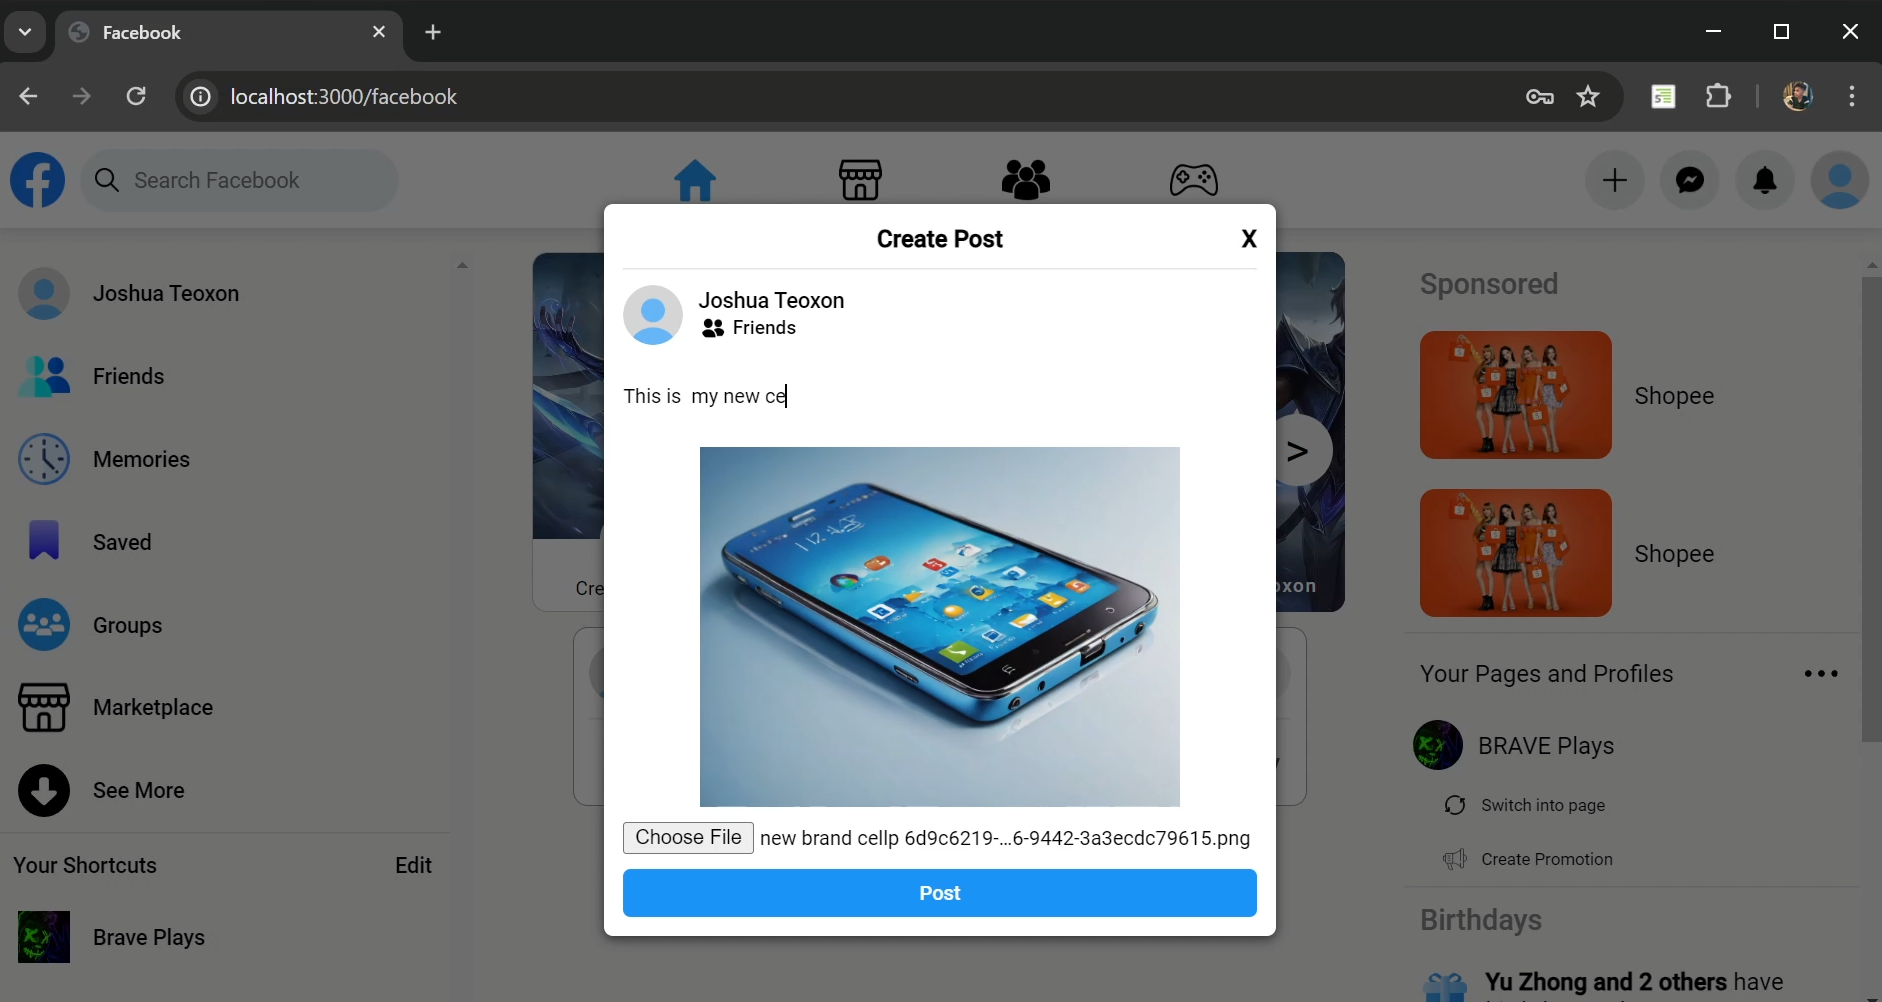 Facebook
localhost:3000/facebook
Search Facebook
Joshua Teoxon
Friends
Memories
Saved
Groups
Marketplace
See More
Your Shortcuts Edit
Brave Plays
Cre
Create Post X
Joshua Teoxon
Friends
This is  my new ce
Choose File new brand cellp 6d9c6219-...6-9442-3a3ecdc79615.png
Post
>
oxon
Sponsored
Shopee
Shopee
Your Pages and Profiles
BRAVE Plays
Switch into page
Create Promotion
Birthdays
Yu Zhong and 2 others have